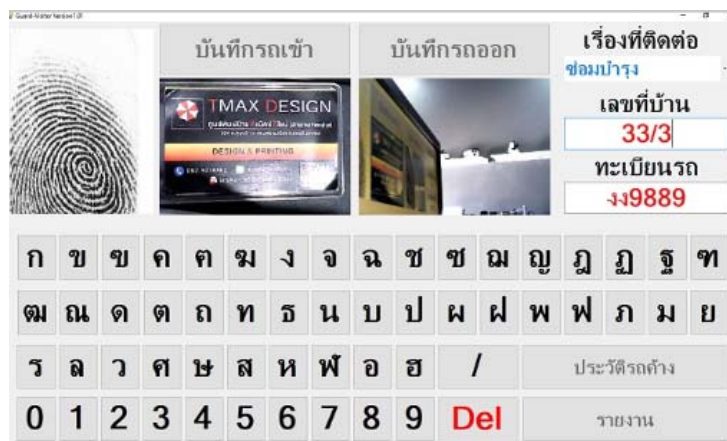 Guard-Visitor Version1.01
บันทึกรถเข้า
บันทึกรถออก
เรื่องที่ติดต่อ
ซ่อมบำรุง
เลขที่บ้าน
33/3
ทะเบียนรถ
งง9889
TMAX DESIGN
DESIGN & PRINTING
ก ข ฃ ค ฅ ฆ ง จ ฉ ช ซ ฌ ญ ฎ ฏ ฐ ฑ
ฒ ณ ด ต ถ ท ธ น บ ป ผ ฝ พ ฟ ภ ม ย
ร ล ว ศ ษ ส ห ฬ อ ฮ / ประวัติรถค้าง
0 1 2 3 4 5 6 7 8 9 Del รายงาน